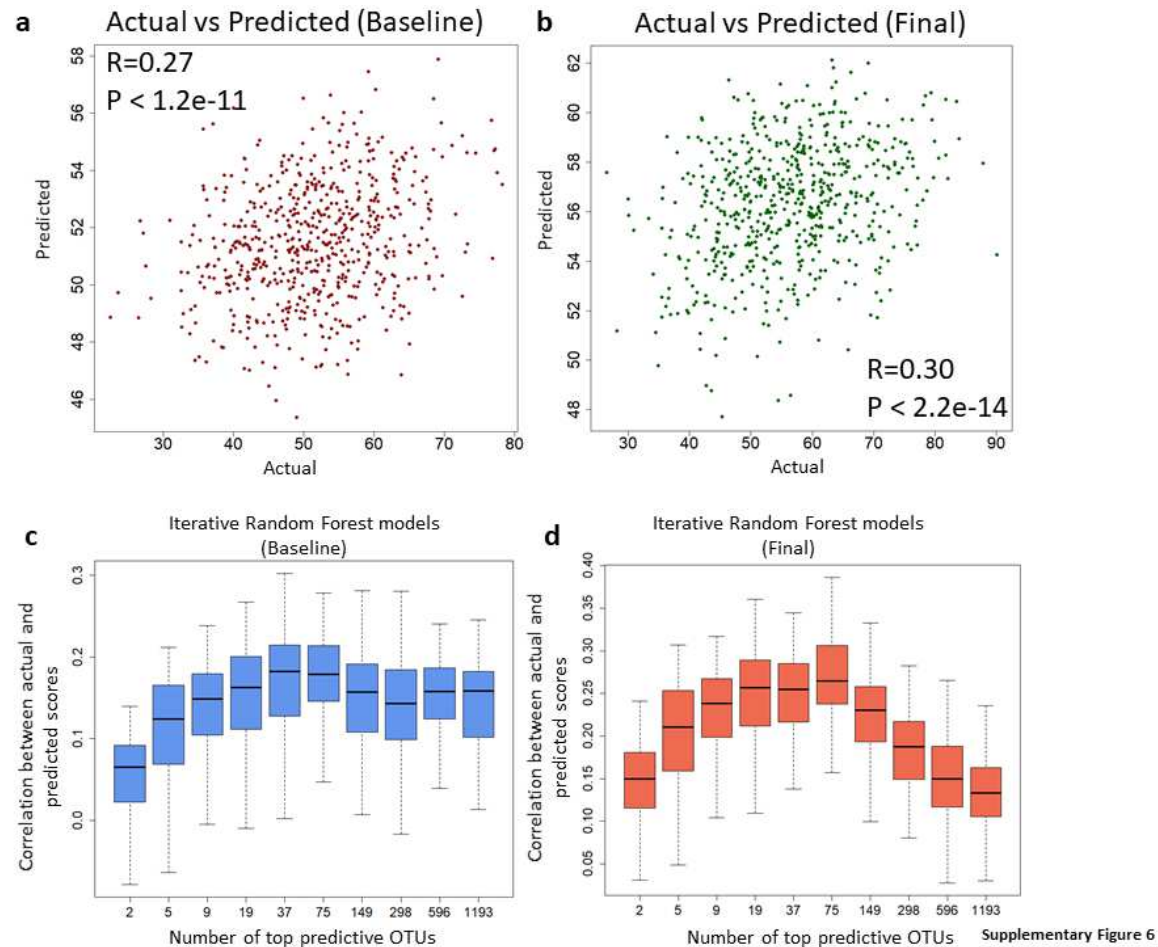 a
Actual vs Predicted (Baseline)
R=0.27
P < 1.2e-11
58
56
54
52
50
48
46
Predicted
30 40 50 60 70 80
Actual
b
Actual vs Predicted (Final)
62
60
58
56
54
52
50
48
Predicted
R=0.30
P < 2.2e-14
30 40 50 60 70 80 90
Actual
c
Iterative Random Forest models
(Baseline)
0.3
0.2
0.1
0.0
Correlation between actual and
predicted scores
2 5 9 19 37 75 149 298 596 1193
Number of top predictive OTUs
d
Iterative Random Forest models
(Final)
0.40
0.35
0.30
0.25
0.20
0.15
0.10
0.05
Correlation between actual and
predicted scores
2 5 9 19 37 75 149 298 596 1193
Number of top predictive OTUs
Supplementary Figure 6